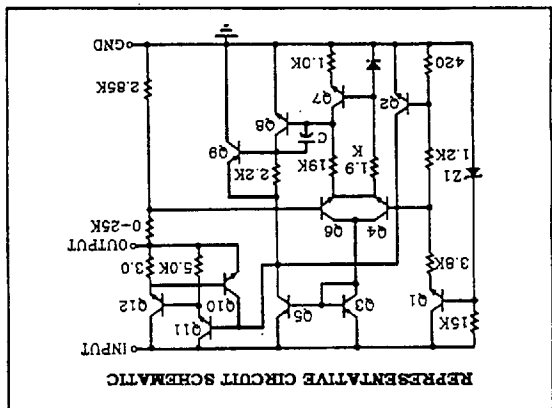 REPRESENTATIVE CIRCUIT SCHEMATIC
INPUT
15K
Q11
Q1
Q3
Q5
Q10
Q12
3.8K
5.0K
3.0
OUTPUT
Q4
Q6
0-25K
Z1
1.2K
1.9
K
19K
2.2K
Q9
C
Q8
Q2
Q7
2.85K
420
1.0K
GND